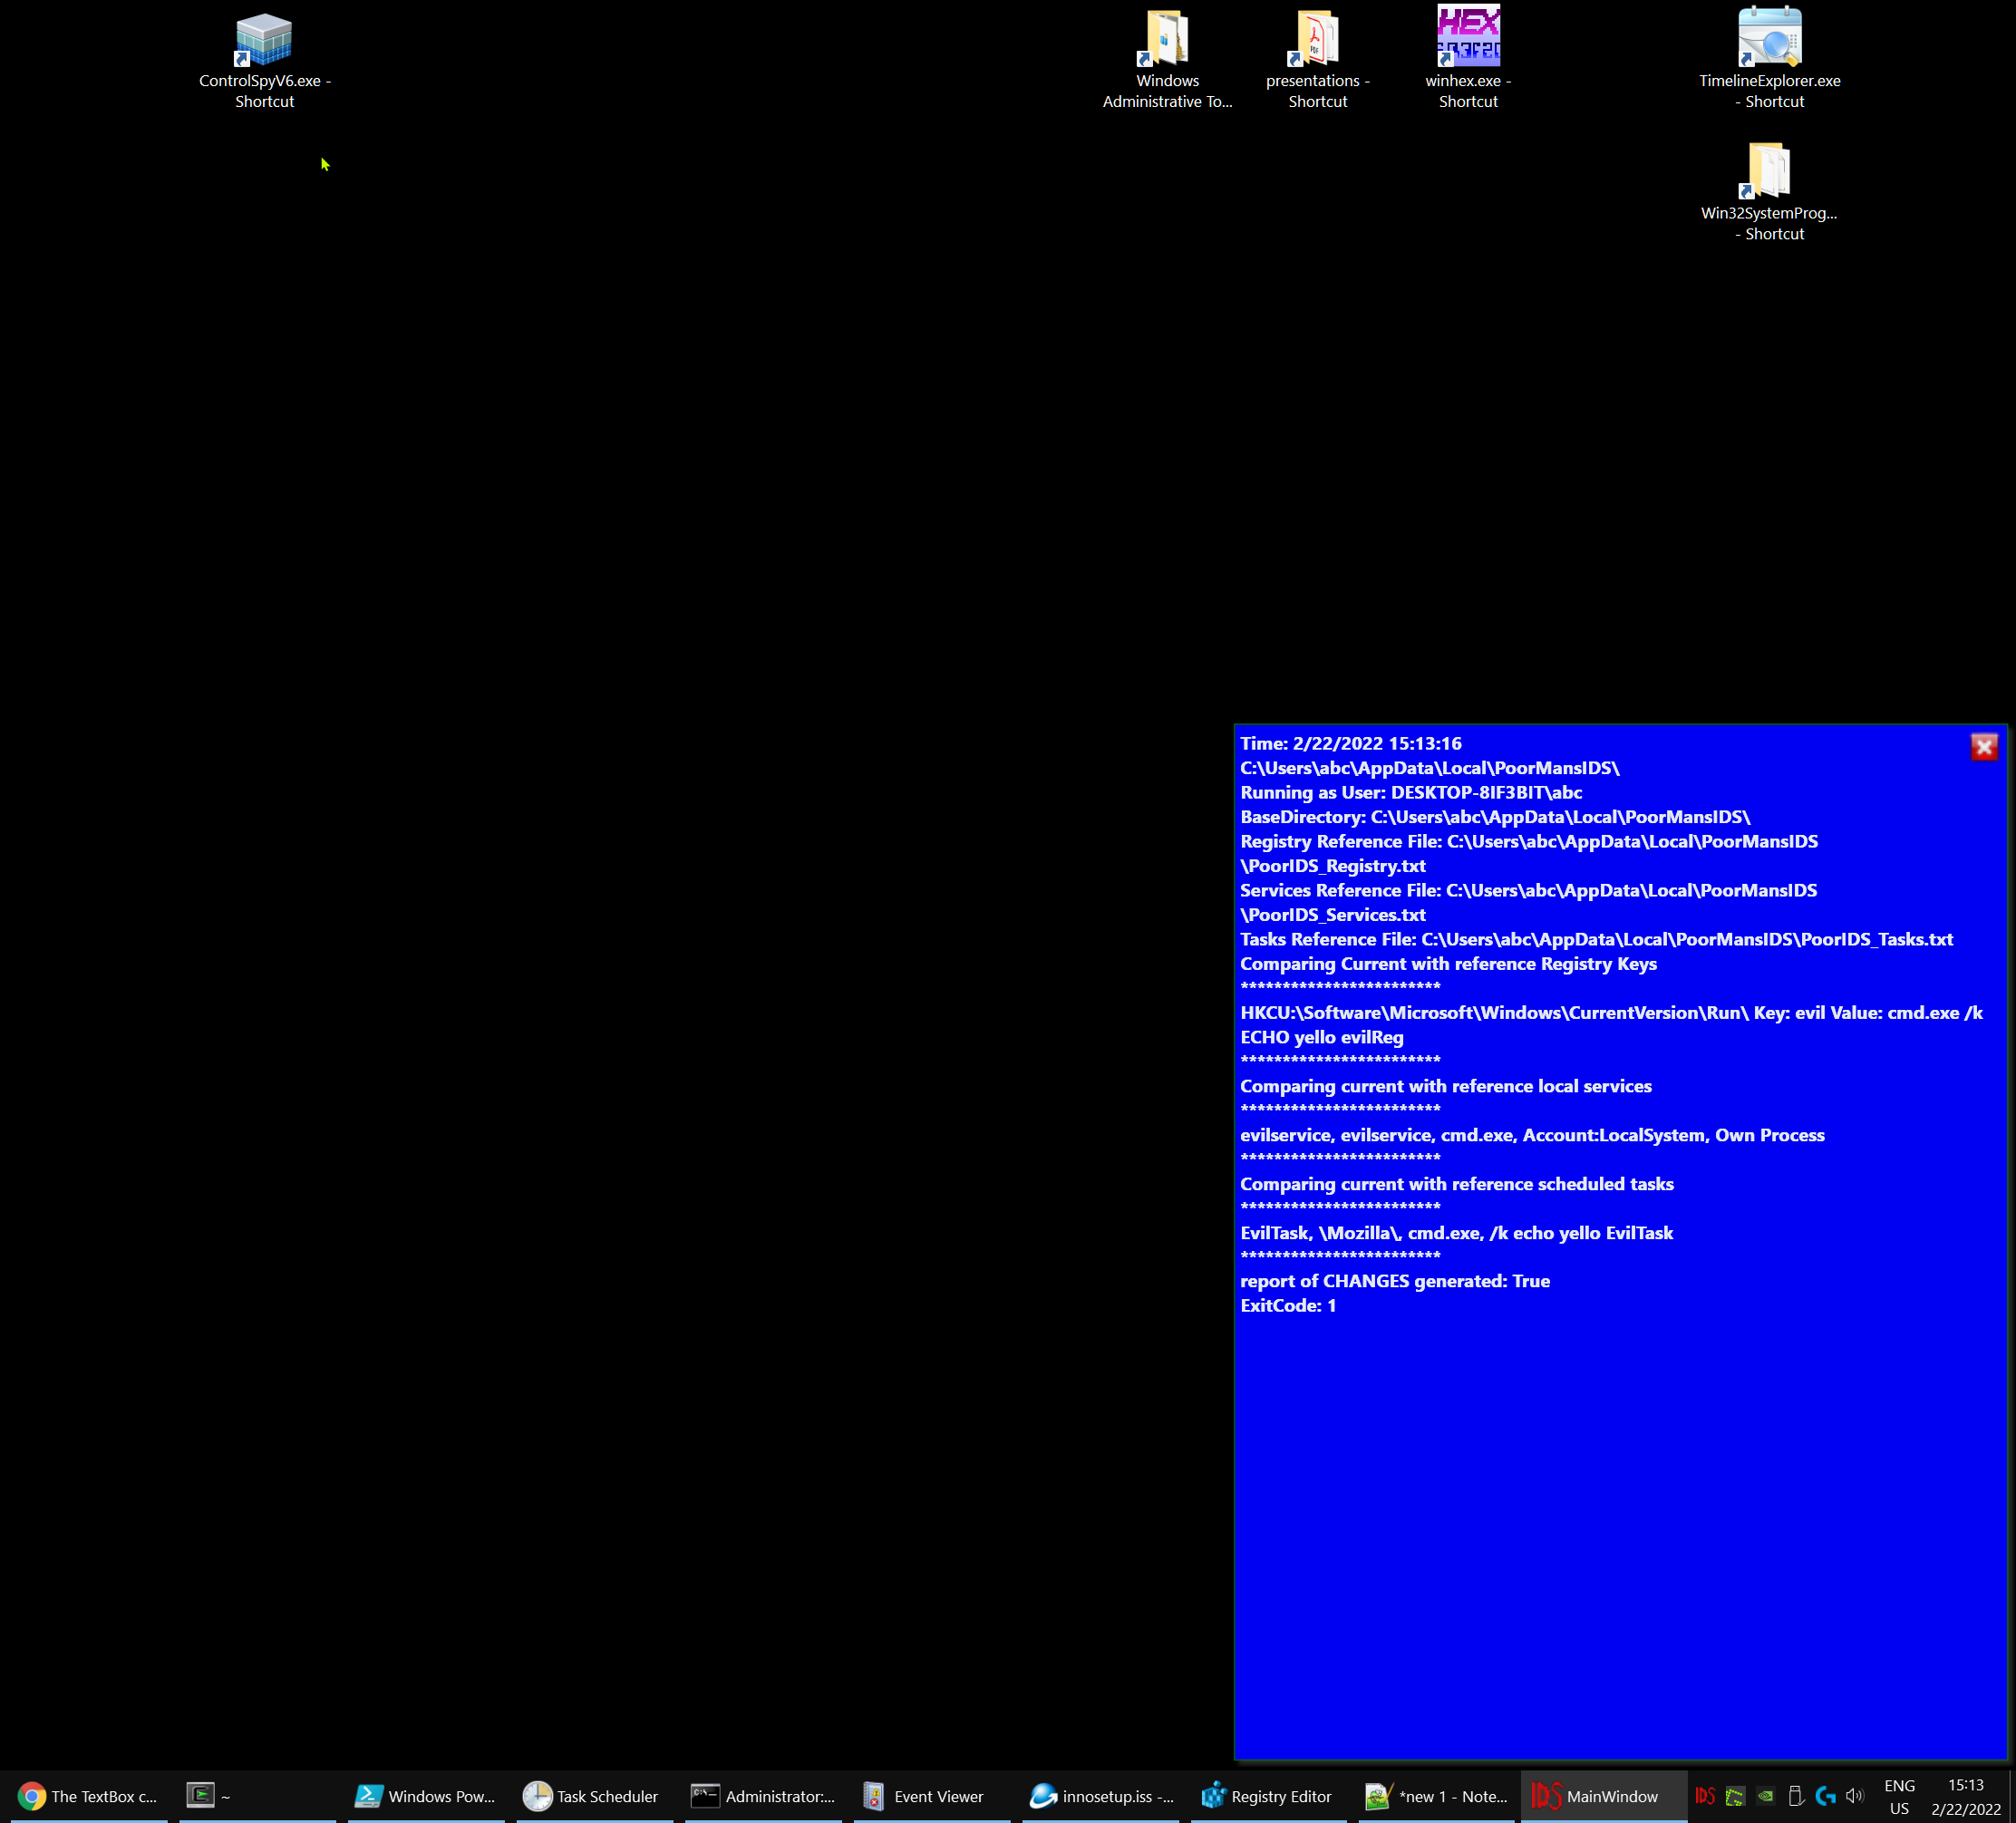 ControlSpyV6.exe -
Shortcut
Windows
Administrative To...
presentations -
Shortcut
winhex.exe -
Shortcut
TimelineExplorer.exe
- Shortcut
Win32SystemProg...
- Shortcut
Time: 2/22/2022 15:13:16
C:\Users\abc\AppData\Local\PoorMansIDS\
Running as User: DESKTOP-8IF3BIT\abc
BaseDirectory: C:\Users\abc\AppData\Local\PoorMansIDS\
Registry Reference File: C:\Users\abc\AppData\Local\PoorMansIDS
\PoorIDS_Registry.txt
Services Reference File: C:\Users\abc\AppData\Local\PoorMansIDS
\PoorIDS_Services.txt
Tasks Reference File: C:\Users\abc\AppData\Local\PoorMansIDS\PoorIDS_Tasks.txt
Comparing Current with reference Registry Keys
************************
HKCU:\Software\Microsoft\Windows\CurrentVersion\Run\ Key: evil Value: cmd.exe /k
ECHO yello evilReg
************************
Comparing current with reference local services
************************
evilservice, evilservice, cmd.exe, Account:LocalSystem, Own Process
************************
Comparing current with reference scheduled tasks
************************
EvilTask, \Mozilla\, cmd.exe, /k echo yello EvilTask
************************
report of CHANGES generated: True
ExitCode: 1
The TextBox c...
~
Windows Pow...
Task Scheduler
Administrator:...
Event Viewer
innosetup.iss -...
Registry Editor
*new 1 - Note...
IDS MainWindow
IDS
ENG
US
15:13
2/22/2022